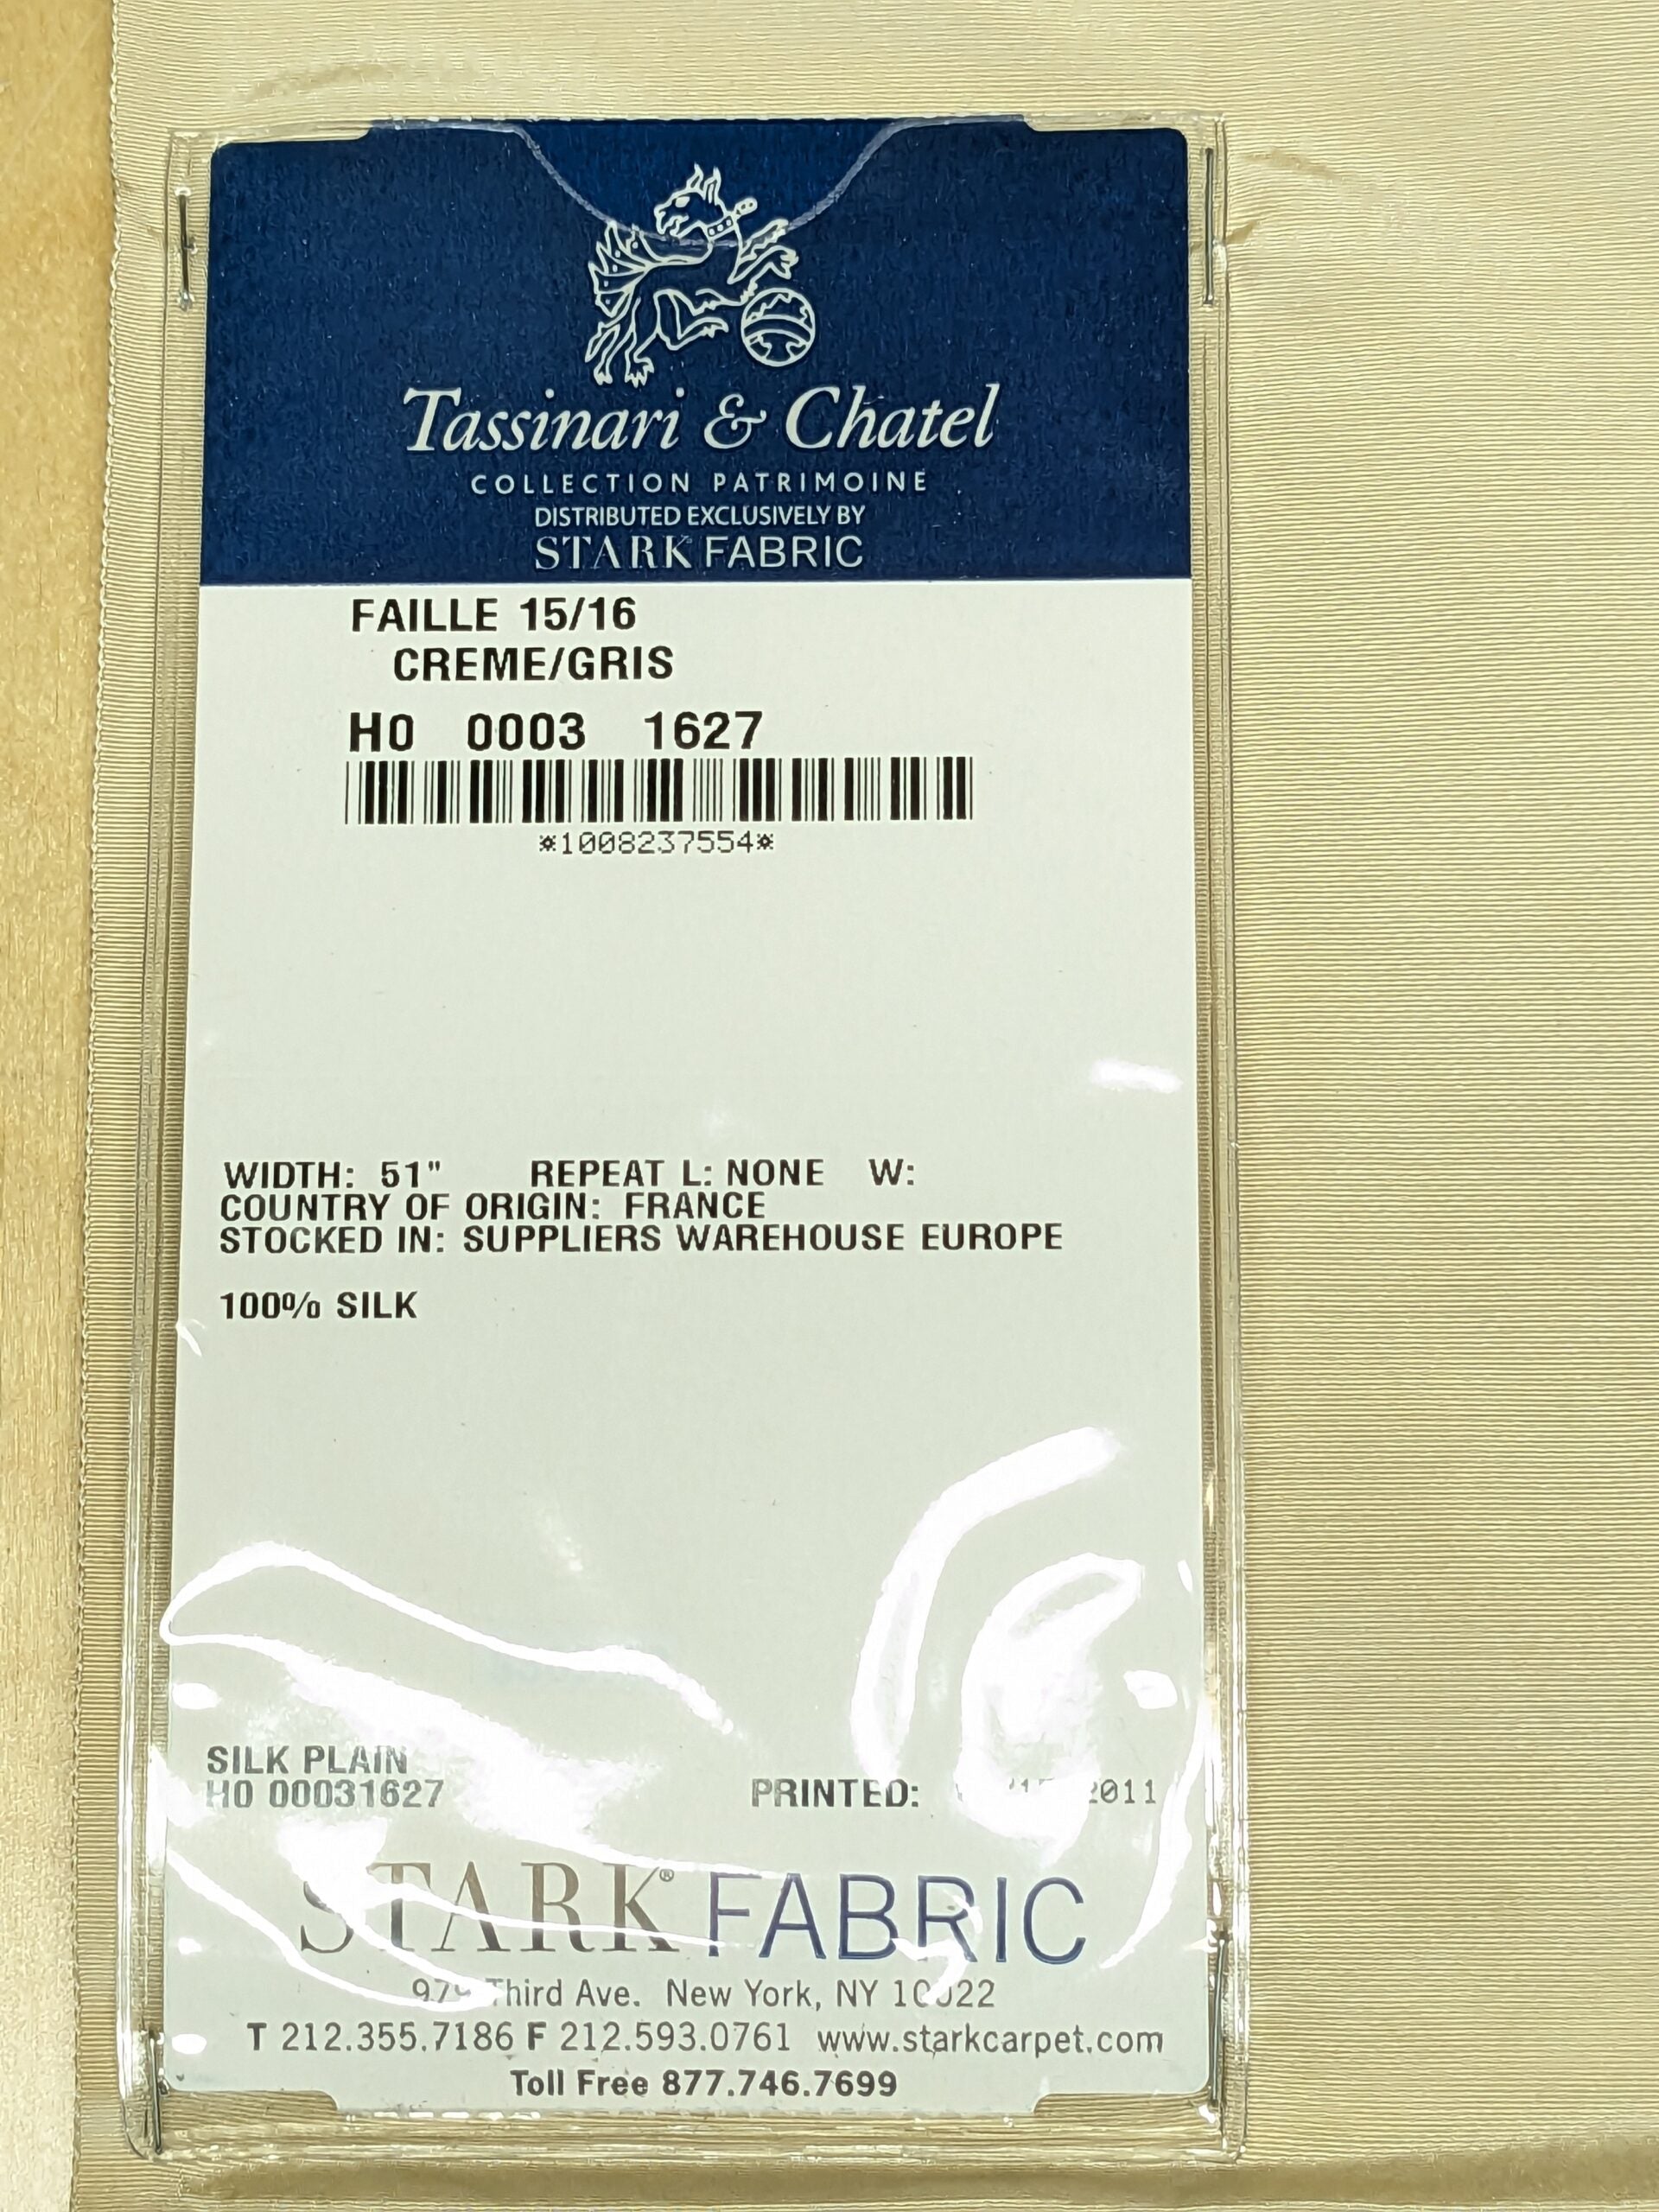 Tassinari & Chatel
COLLECTION PATRIMOINE
DISTRIBUTED EXCLUSIVELY BY
STARK FABRIC
FAILLE 15/16
CREME/GRIS
H0 0003 1627
*1008237554*
WIDTH: 51" REPEAT L: NONE W:
COUNTRY OF ORIGIN: FRANCE
STOCKED IN: SUPPLIERS WAREHOUSE EUROPE
100% SILK
SILK PLAIN
H0 00031627 PRINTED:
STARK® FABRIC
979 Third Ave. New York, NY 10022
T 212.355.7186 F 212.593.0761 www.starkcarpet.com
Toll Free 877.746.7699